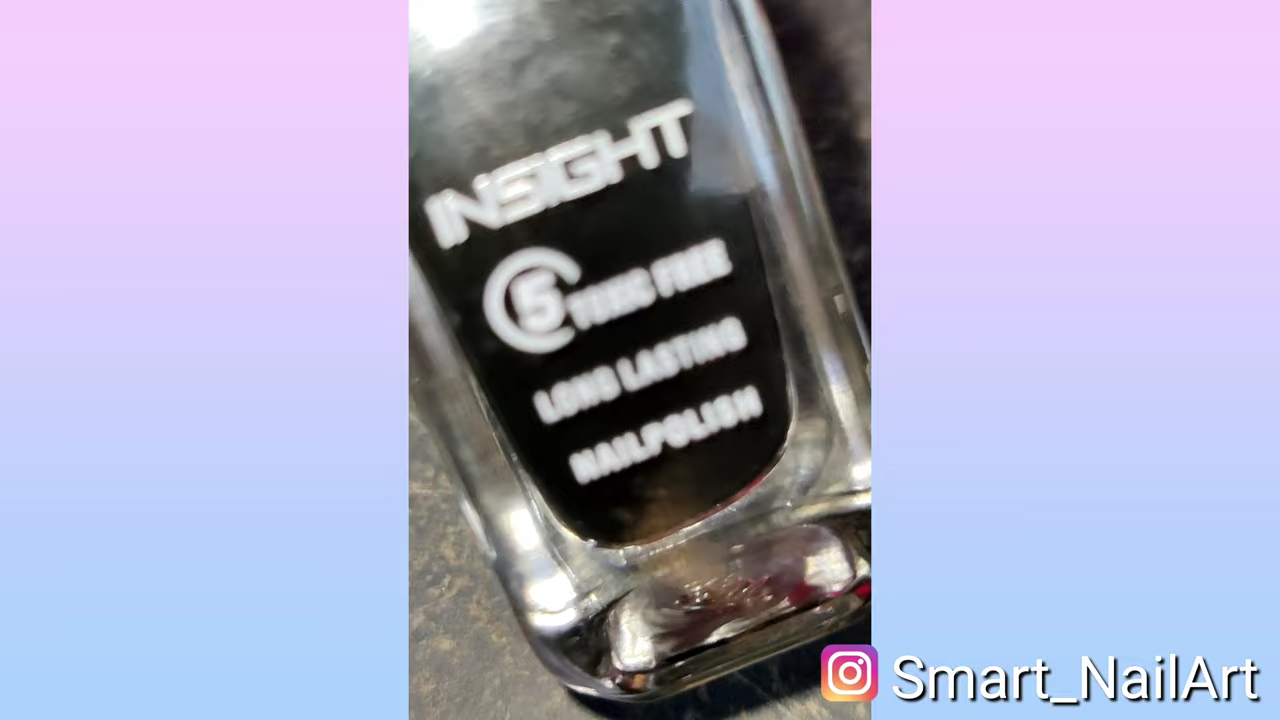 INSIGHT
5 TOXIC FREE
LONG LASTING
NAILPOLISH
Smart_NailArt